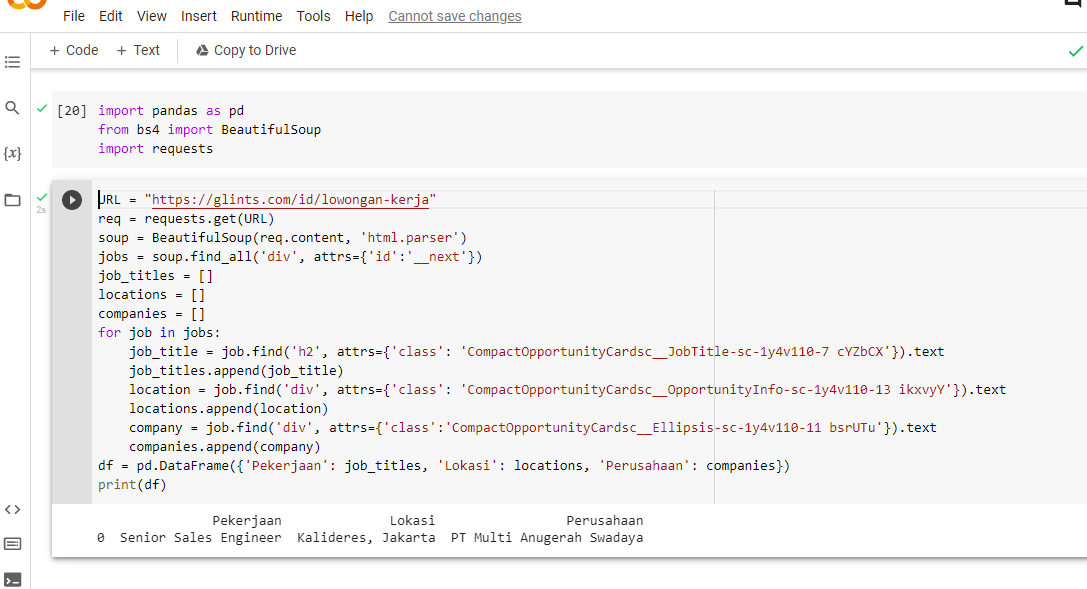 File Edit View Insert Runtime Tools Help Cannot save changes
+ Code + Text Copy to Drive
[20] import pandas as pd
from bs4 import BeautifulSoup
import requests
{x}
2s
URL = "https://glints.com/id/lowongan-kerja"
req = requests.get(URL)
soup = BeautifulSoup(req.content, 'html.parser')
jobs = soup.find_all('div', attrs={'id':'__next'})
job_titles = []
locations = []
companies = []
for job in jobs:
    job_title = job.find('h2', attrs={'class': 'CompactOpportunityCardsc__JobTitle-sc-1y4v110-7 cYZbCX'}).text
    job_titles.append(job_title)
    location = job.find('div', attrs={'class': 'CompactOpportunityCardsc__OpportunityInfo-sc-1y4v110-13 ikxvyY'}).text
    locations.append(location)
    company = job.find('div', attrs={'class':'CompactOpportunityCardsc__Ellipsis-sc-1y4v110-11 bsrUTu'}).text
    companies.append(company)
df = pd.DataFrame({'Pekerjaan': job_titles, 'Lokasi': locations, 'Perusahaan': companies})
print(df)
Pekerjaan Lokasi Perusahaan
0 Senior Sales Engineer Kalideres, Jakarta PT Multi Anugerah Swadaya